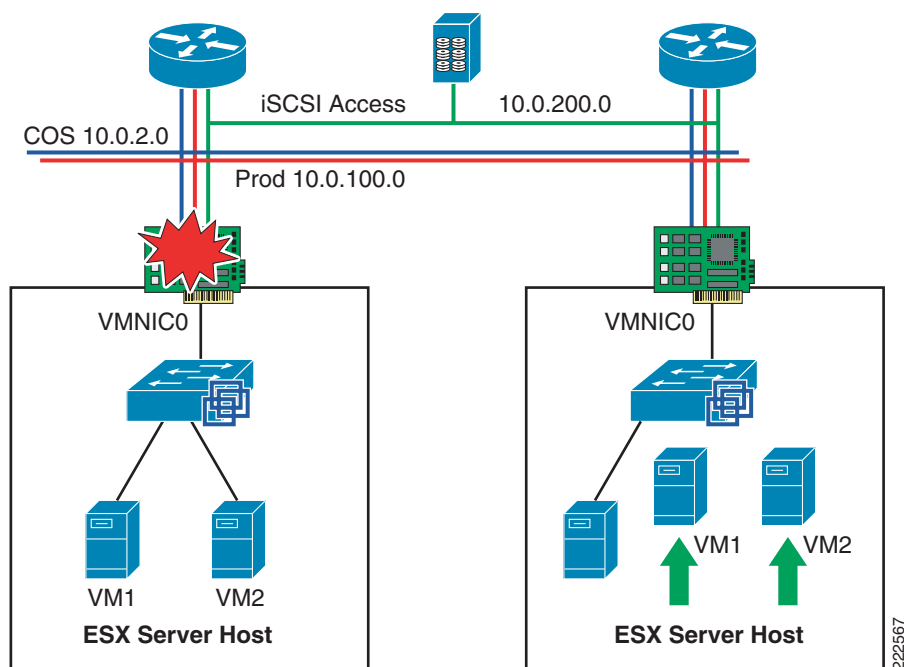 iSCSI Access 10.0.200.0
COS 10.0.2.0
Prod 10.0.100.0
VMNIC0
VMNIC0
VM1
VM2
VM1
VM2
ESX Server Host
ESX Server Host
222567